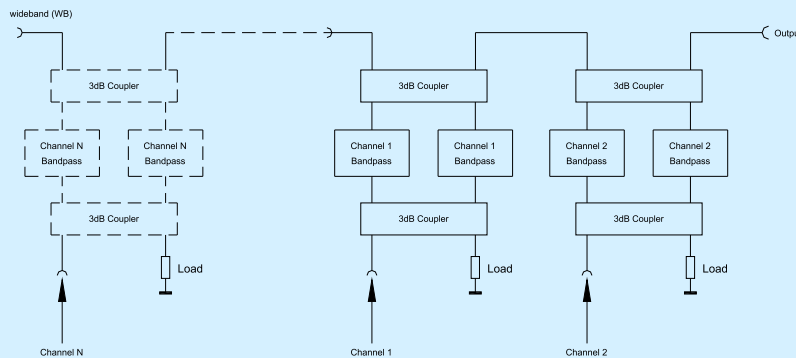 wideband (WB)
Outpu
3dB Coupler
3dB Coupler
3dB Coupler
Channel N
Bandpass
Channel N
Bandpass
Channel 1
Bandpass
Channel 1
Bandpass
Channel 2
Bandpass
Channel 2
Bandpass
3dB Coupler
3dB Coupler
3dB Coupler
Load
Load
Load
Channel N
Channel 1
Channel 2